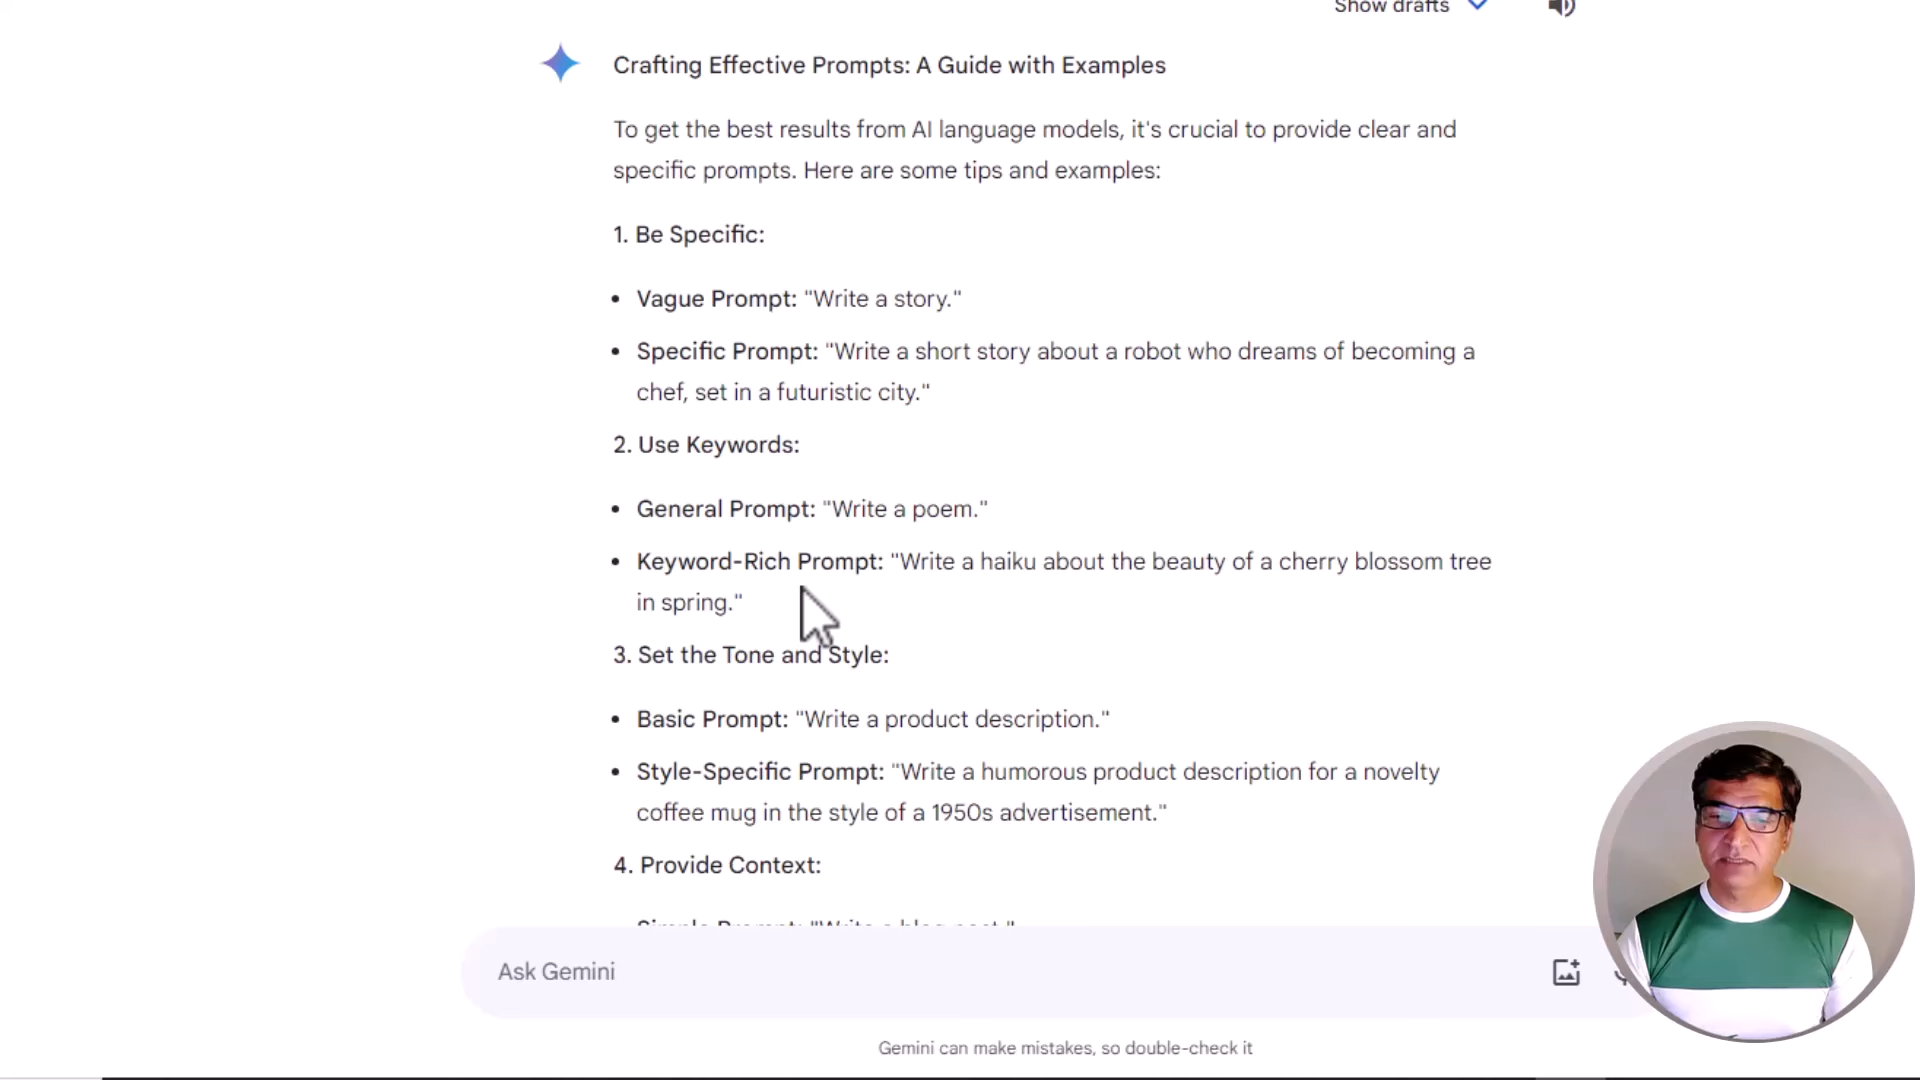 Show drafts
Crafting Effective Prompts: A Guide with Examples
To get the best results from AI language models, it's crucial to provide clear and
specific prompts. Here are some tips and examples:
1. Be Specific:
• Vague Prompt: "Write a story."
• Specific Prompt: "Write a short story about a robot who dreams of becoming a
chef, set in a futuristic city."
2. Use Keywords:
• General Prompt: "Write a poem."
• Keyword-Rich Prompt: "Write a haiku about the beauty of a cherry blossom tree
in spring."
3. Set the Tone and Style:
• Basic Prompt: "Write a product description."
• Style-Specific Prompt: "Write a humorous product description for a novelty
coffee mug in the style of a 1950s advertisement."
4. Provide Context:
Simple Prompt: "Write a blog post."
Ask Gemini
Gemini can make mistakes, so double-check it